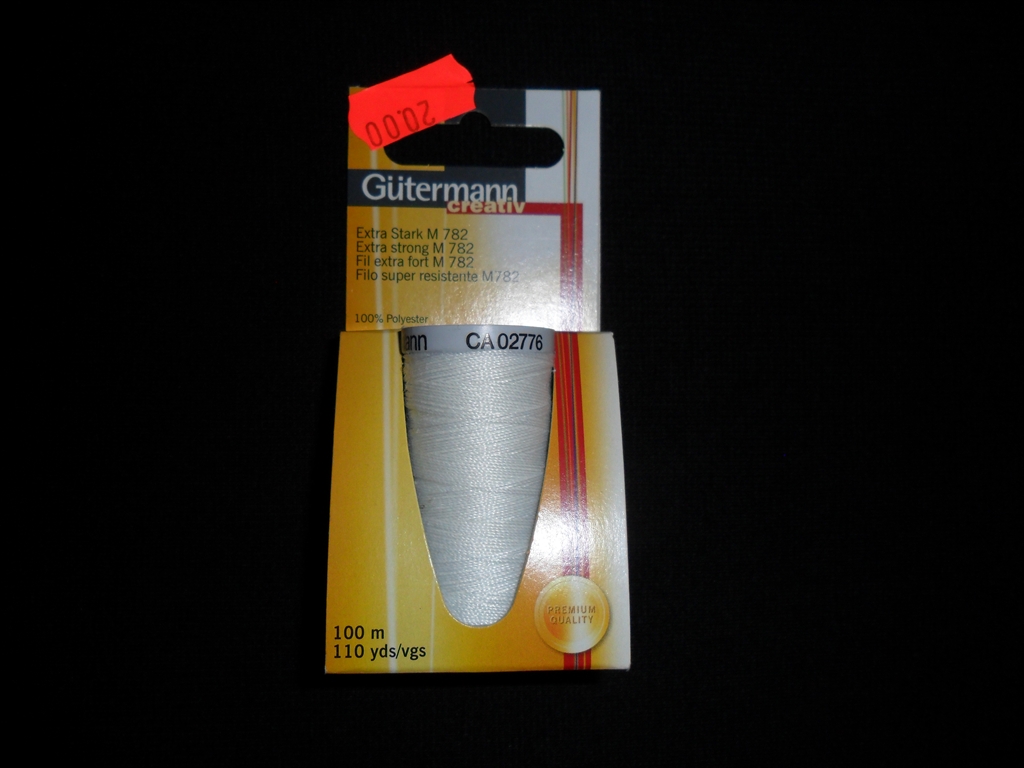 20.00
Gütermann
creativ
Extra Stark M 782
Extra strong M 782
Fil extra fort M 782
Filo super resistente M782
100% Polyester
ann CA 02776
PREMIUM
QUALITY
100 m
110 yds/vgs